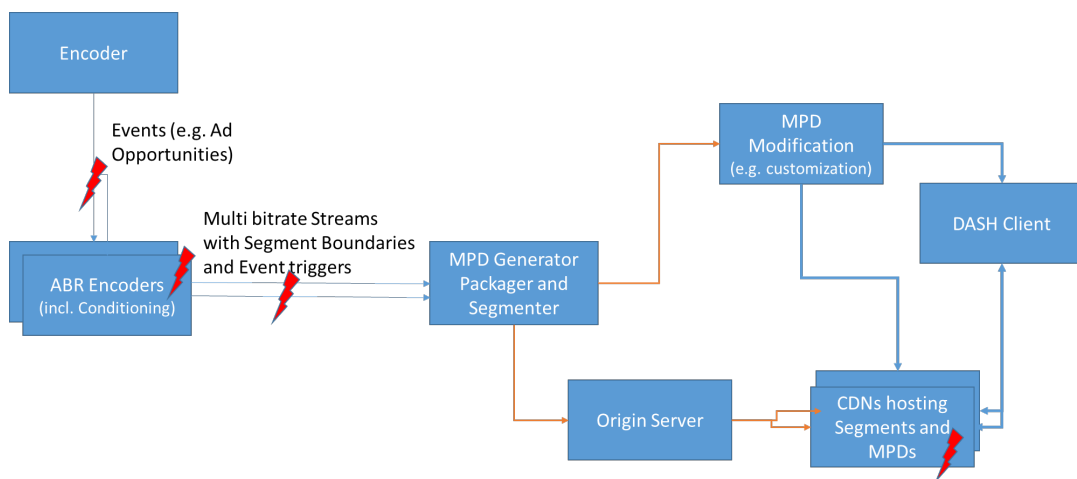 Encoder
Events (e.g. Ad
Opportunities)
Multi bitrate Streams
with Segment Boundaries
and Event triggers
ABR Encoders
(incl. Conditioning)
MPD Generator
Packager and
Segmenter
MPD
Modification
(e.g. customization)
DASH Client
Origin Server
CDNs hosting
Segments and
MPDs